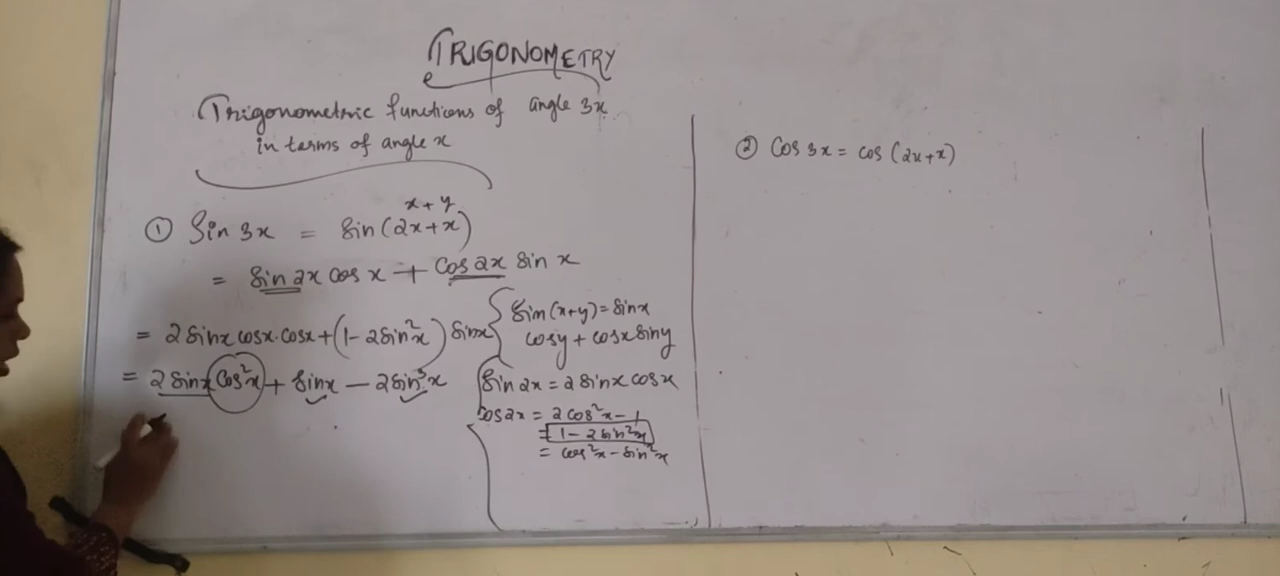 TRIGONOMETRY
Trigonometric functions of angle 3x
in terms of angle x
x + y
① Sin 3x = Sin(2x+x)
= Sin 2x cos x + Cos 2x Sin x
= 2 Sinx cosx.cosx + (1 - 2Sin²x) Sinx
= 2 Sinx Cos²x + Sinx - 2Sin³x
Sin(x+y) = Sinx
Cosy + Cosx Siny
Sin 2x = 2 Sinx Cosx
Cos 2x = 2 Cos²x - 1
= 1 - 2 Sin²x
= Cos²x - Sin²x
② Cos 3x = Cos (2x+x)